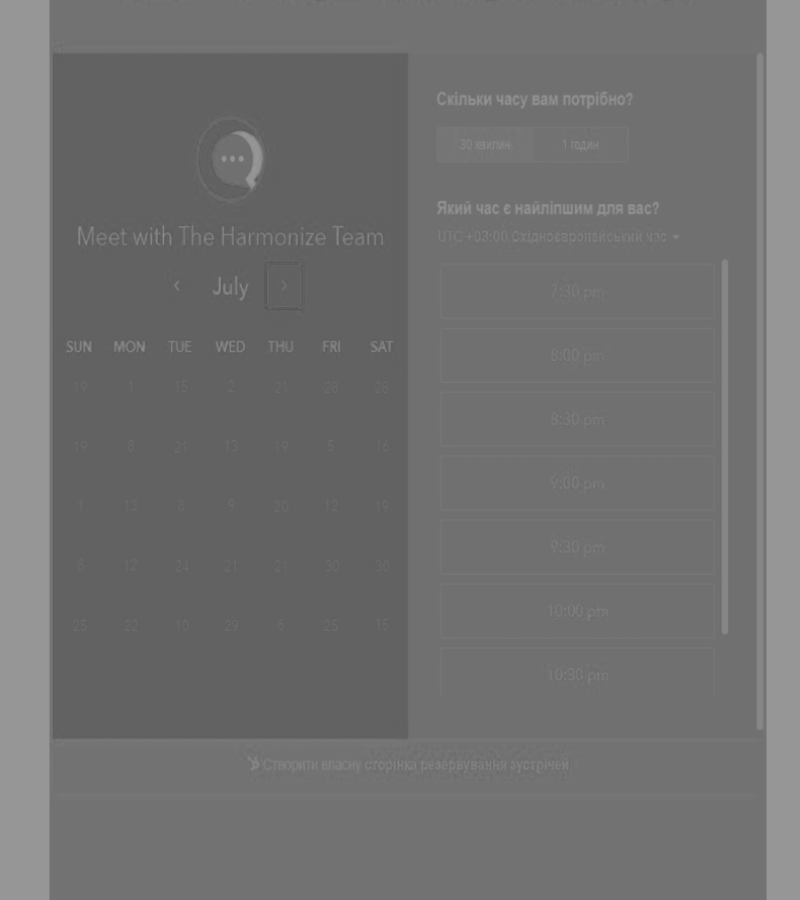 Meet with The Harmonize Team
July
SUN MON TUE WED THU FRI SAT
19 1 15 2 21 28 28
19 8 21 13 19 5 16
1 13 8 9 20 12 19
6 12 24 21 21 30 30
25 22 10 29 6 25 15
Скільки часу вам потрібно?
30 хвилин 1 годин
Який час є найліпшим для вас?
UTC +03:00 Східноєвропейський час
7:30 pm
8:00 pm
8:30 pm
9:00 pm
9:30 pm
10:00 pm
10:30 pm
Створити власну сторінка резервування зустрічей